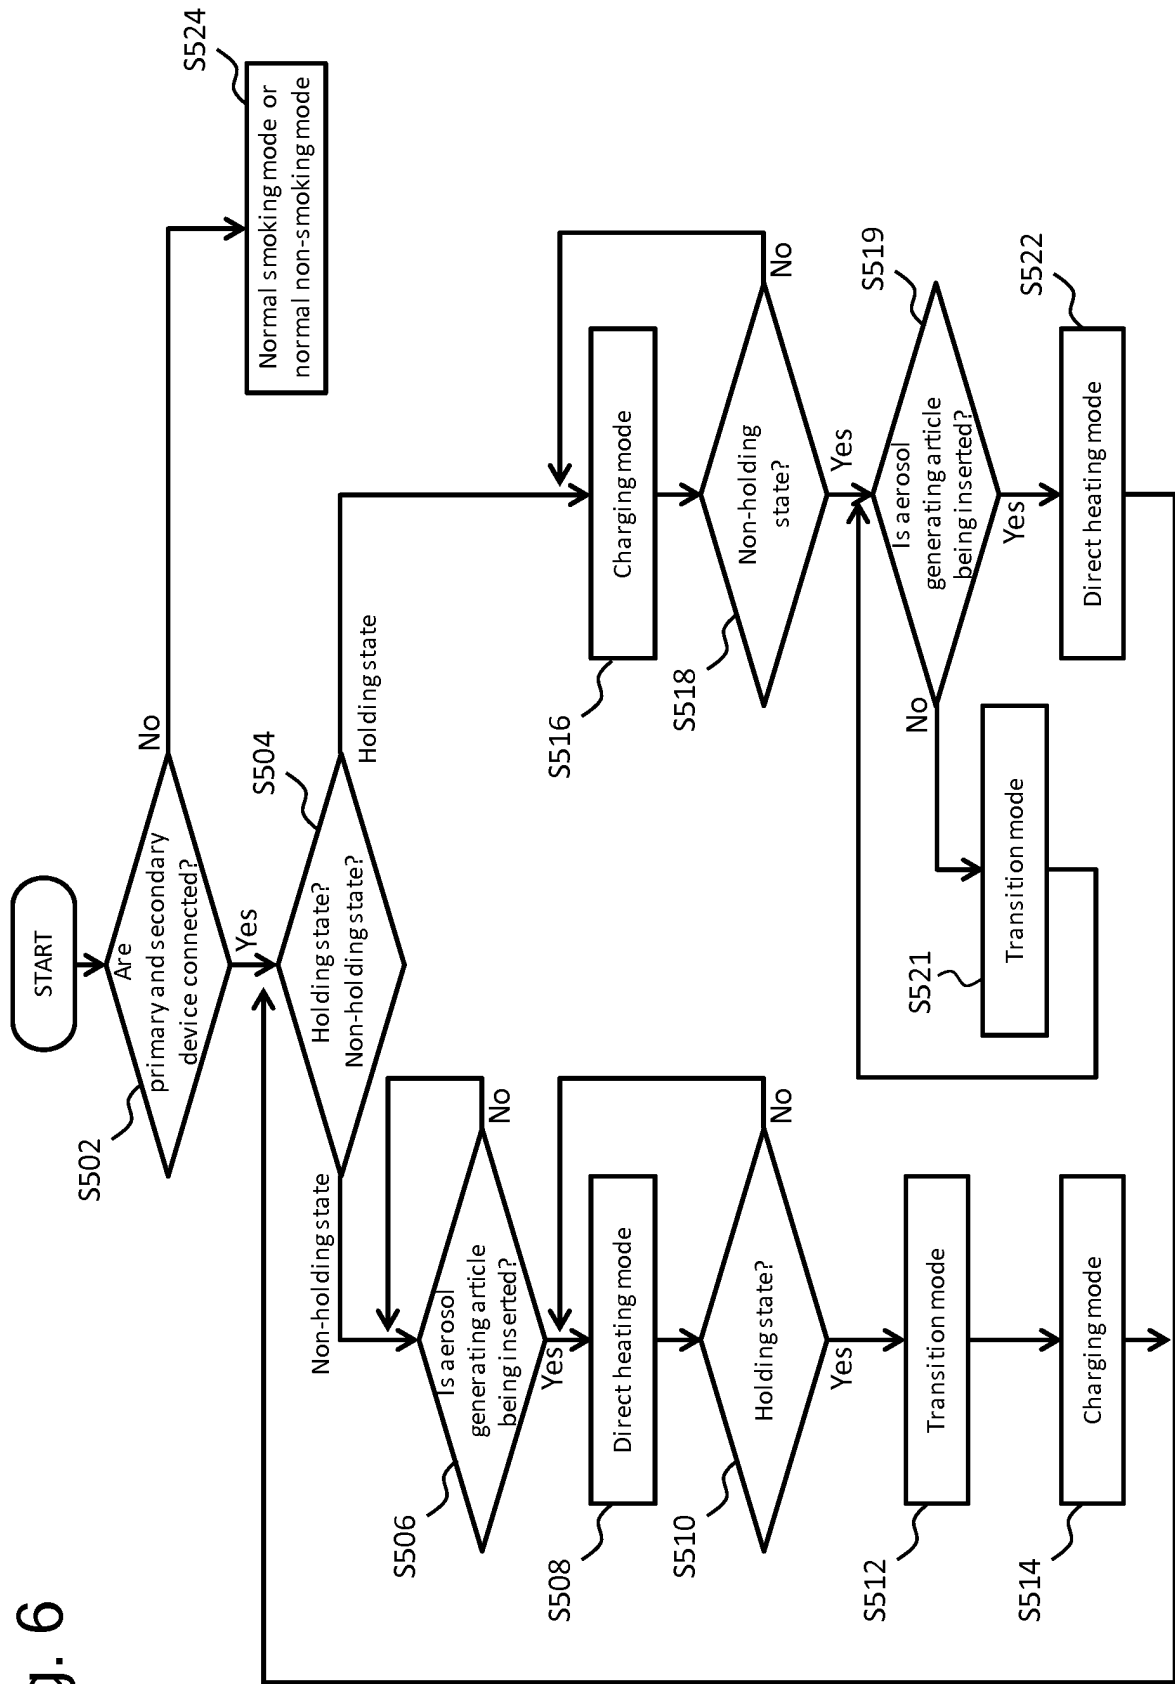 g. 6
START
Are
primary and secondary
device connected?
S502
No
Yes
S524
Normal smoking mode or
normal non-smoking mode
S504
Holding state?
Non-holding state?
Non-holding state
Holding state
S506
Is aerosol
generating article
being inserted?
No
Yes
S508
Direct heating mode
S510
Holding state?
No
Yes
S512
Transition mode
S514
Charging mode
S516
Charging mode
S518
Non-holding
state?
No
Yes
S519
Is aerosol
generating article
being inserted?
No
Yes
S521
Transition mode
S522
Direct heating mode